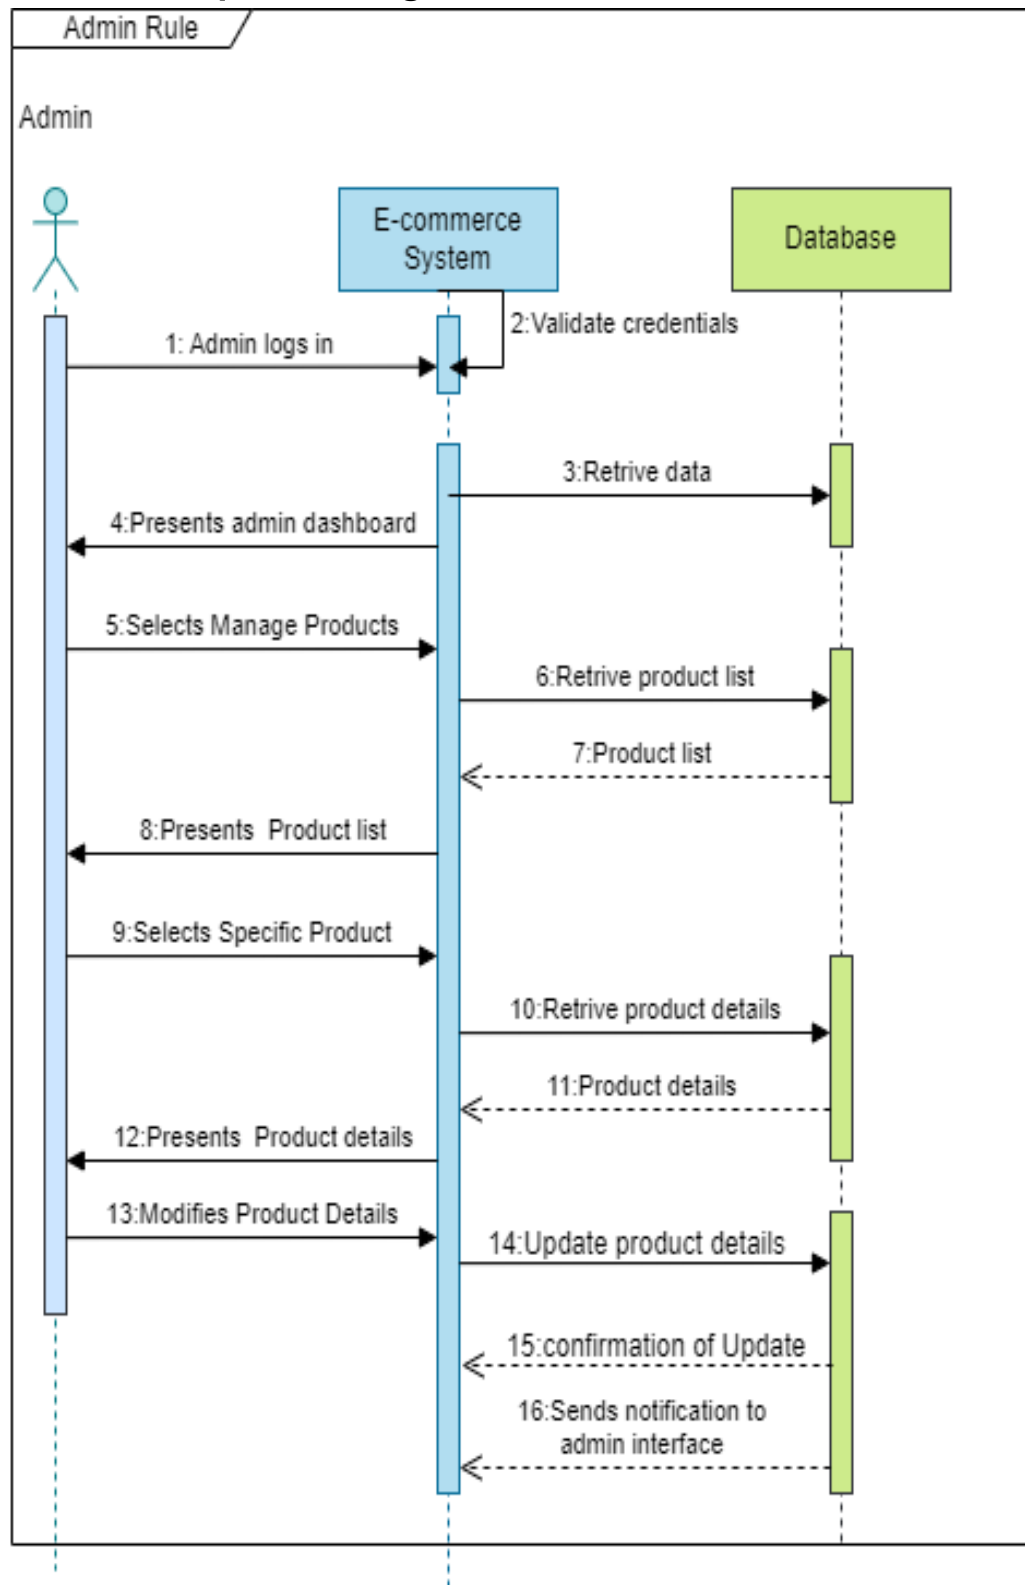 Admin Rule
Admin
E-commerce
System
Database
2:Validate credentials
1: Admin logs in
3:Retrive data
4:Presents admin dashboard
5:Selects Manage Products
6:Retrive product list
7:Product list
8:Presents  Product list
9:Selects Specific Product
10:Retrive product details
11:Product details
12:Presents  Product details
13:Modifies Product Details
14:Update product details
15:confirmation of Update
16:Sends notification to
admin interface